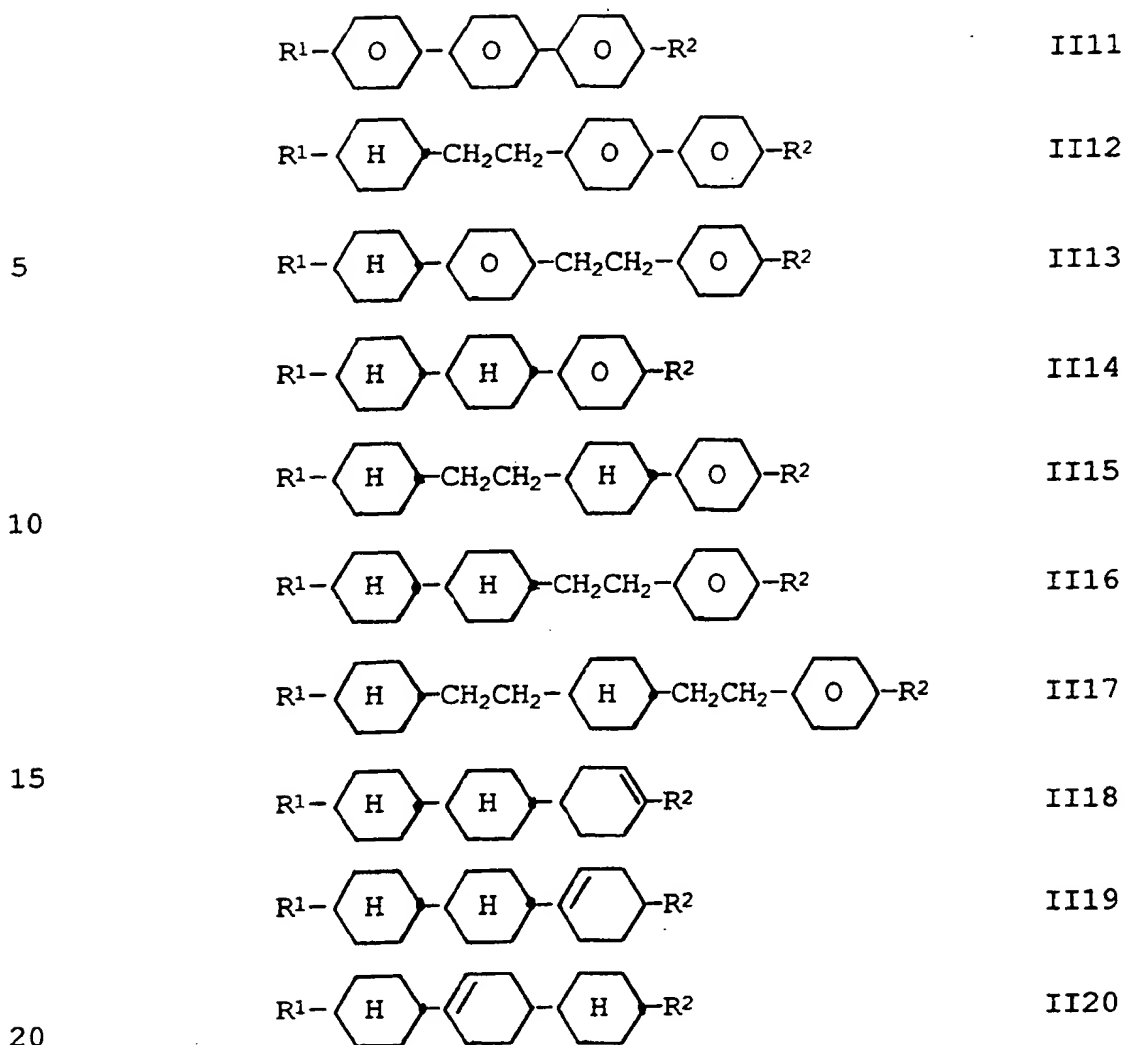 R¹- O - O - O -R² II11
R¹- H -CH₂CH₂- O - O -R² II12
5 R¹- H - O -CH₂CH₂- O -R² II13
R¹- H - H - O -R² II14
R¹- H -CH₂CH₂- H - O -R² II15
10
R¹- H - H -CH₂CH₂- O -R² II16
R¹- H -CH₂CH₂- H -CH₂CH₂- O -R² II17
15
R¹- H - H - -R² II18
R¹- H - H - -R² II19
R¹- H - - H -R² II20
20